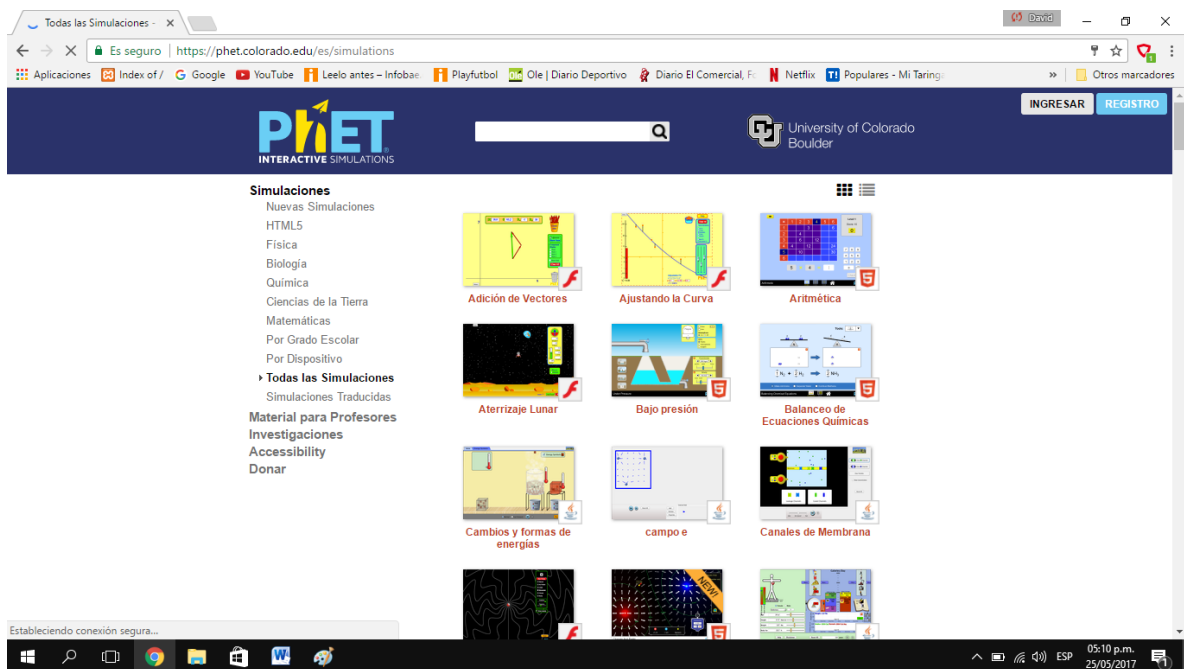 Todas las Simulaciones -
David
Es seguro | https://phet.colorado.edu/es/simulations
Aplicaciones
Index of /
Google
YouTube
Leelo antes – Infobae
Playfutbol
Ole | Diario Deportivo
Diario El Comercial, Fo
Netflix
Populares - Mi Taringa
»
Otros marcadores
INGRESAR
REGISTRO
PhET
INTERACTIVE SIMULATIONS
University of Colorado
Boulder
Simulaciones
Nuevas Simulaciones
HTML5
Física
Biología
Química
Ciencias de la Tierra
Matemáticas
Por Grado Escolar
Por Dispositivo
Todas las Simulaciones
Simulaciones Traducidas
Material para Profesores
Investigaciones
Accessibility
Donar
Adición de Vectores
Ajustando la Curva
Aritmética
Aterrizaje Lunar
Bajo presión
Balanceo de
Ecuaciones Químicas
Cambios y formas de
energías
campo e
Canales de Membrana
NEW!
Estableciendo conexión segura...
ESP
05:10 p.m.
25/05/2017